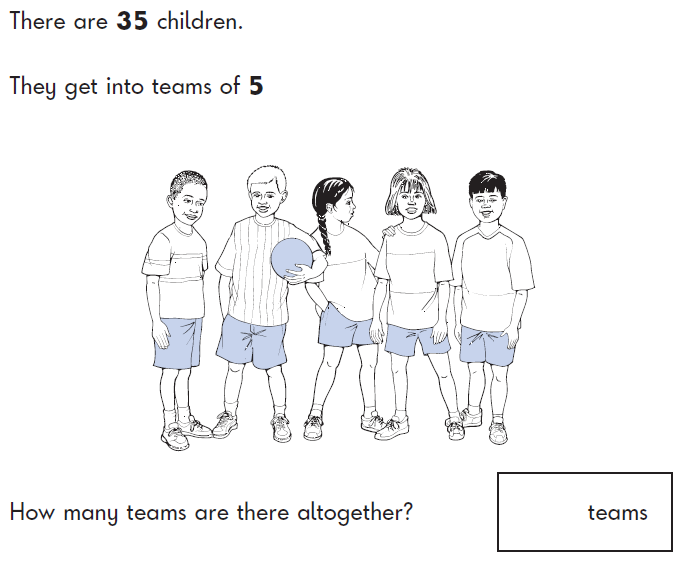 There are 35 children.
They get into teams of 5
How many teams are there altogether?
teams